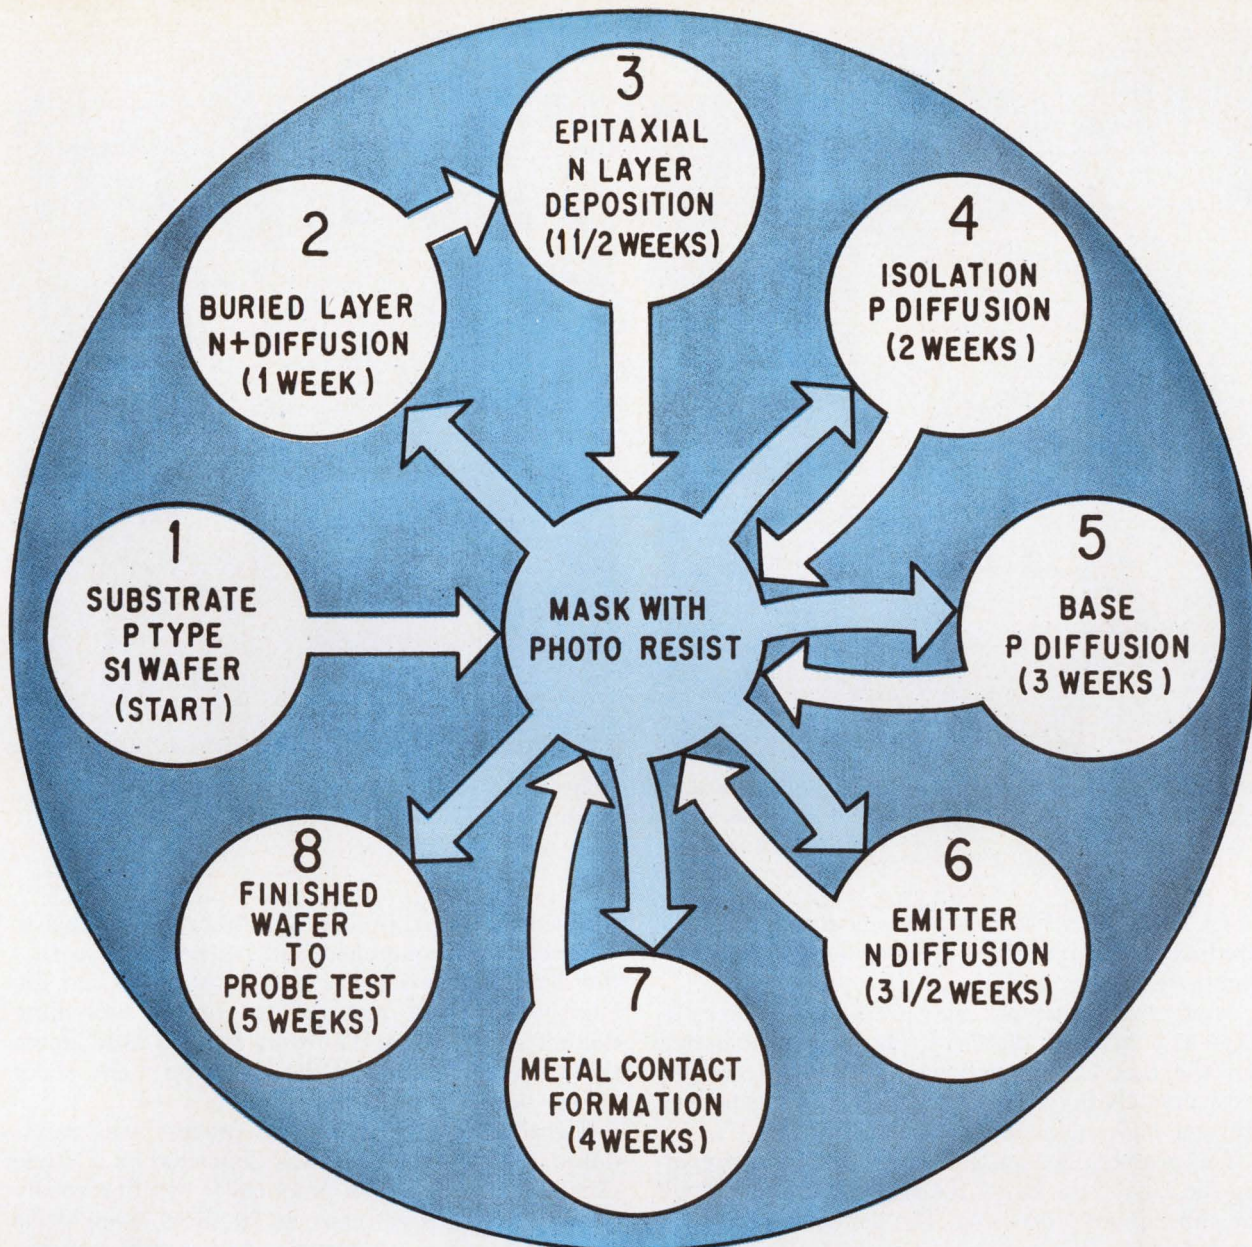 1
SUBSTRATE
P TYPE
S1 WAFER
(START)
2
BURIED LAYER
N+ DIFFUSION
(1 WEEK)
3
EPITAXIAL
N LAYER
DEPOSITION
(1 1/2 WEEKS)
4
ISOLATION
P DIFFUSION
(2 WEEKS)
5
BASE
P DIFFUSION
(3 WEEKS)
6
EMITTER
N DIFFUSION
(3 1/2 WEEKS)
7
METAL CONTACT
FORMATION
(4 WEEKS)
8
FINISHED
WAFER
TO
PROBE TEST
(5 WEEKS)
MASK WITH
PHOTO RESIST